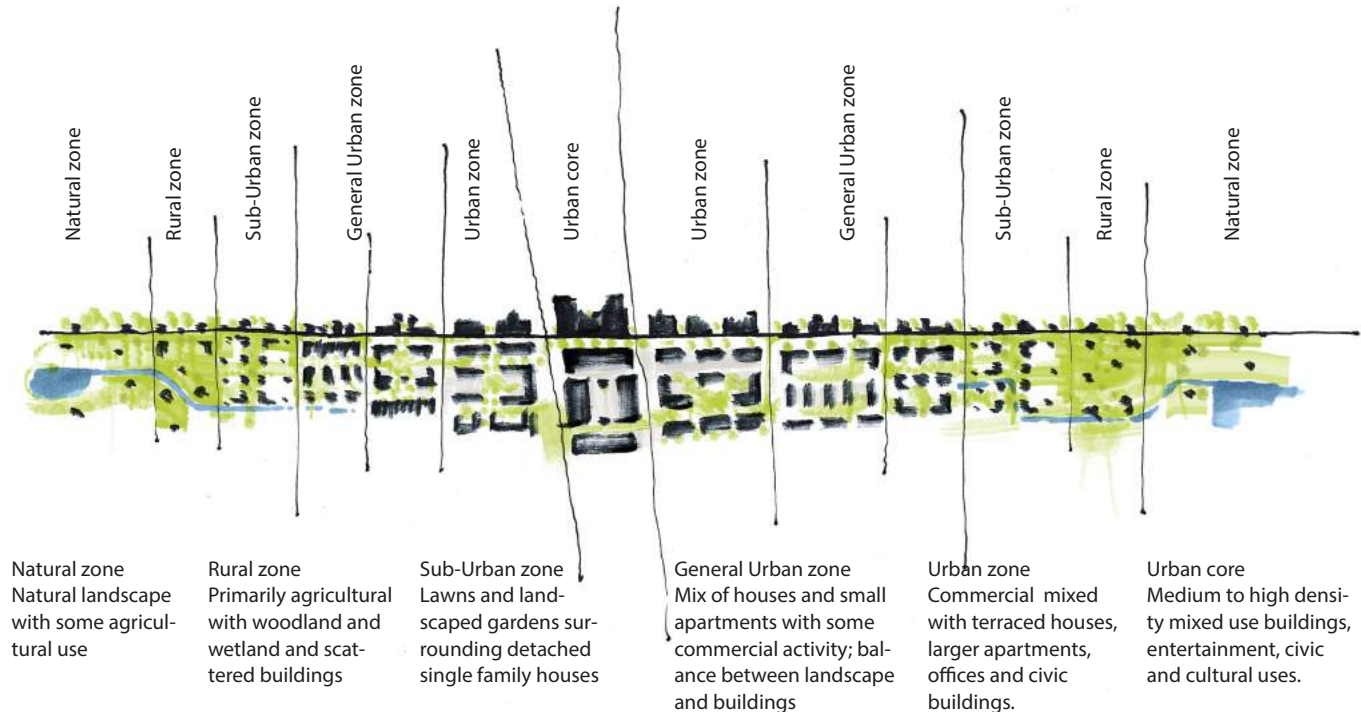 Natural zone
Rural zone
Sub-Urban zone
General Urban zone
Urban zone
Urban core
Urban zone
General Urban zone
Sub-Urban zone
Rural zone
Natural zone
Natural zone
Natural landscape
with some agricul-
tural use
Rural zone
Primarily agricultural
with woodland and
wetland and scat-
tered buildings
Sub-Urban zone
Lawns and land-
scaped gardens sur-
rounding detached
single family houses
General Urban zone
Mix of houses and small
apartments with some
commercial activity; bal-
ance between landscape
and buildings
Urban zone
Commercial  mixed
with terraced houses,
larger apartments,
offices and civic
buildings.
Urban core
Medium to high densi-
ty mixed use buildings,
entertainment, civic
and cultural uses.